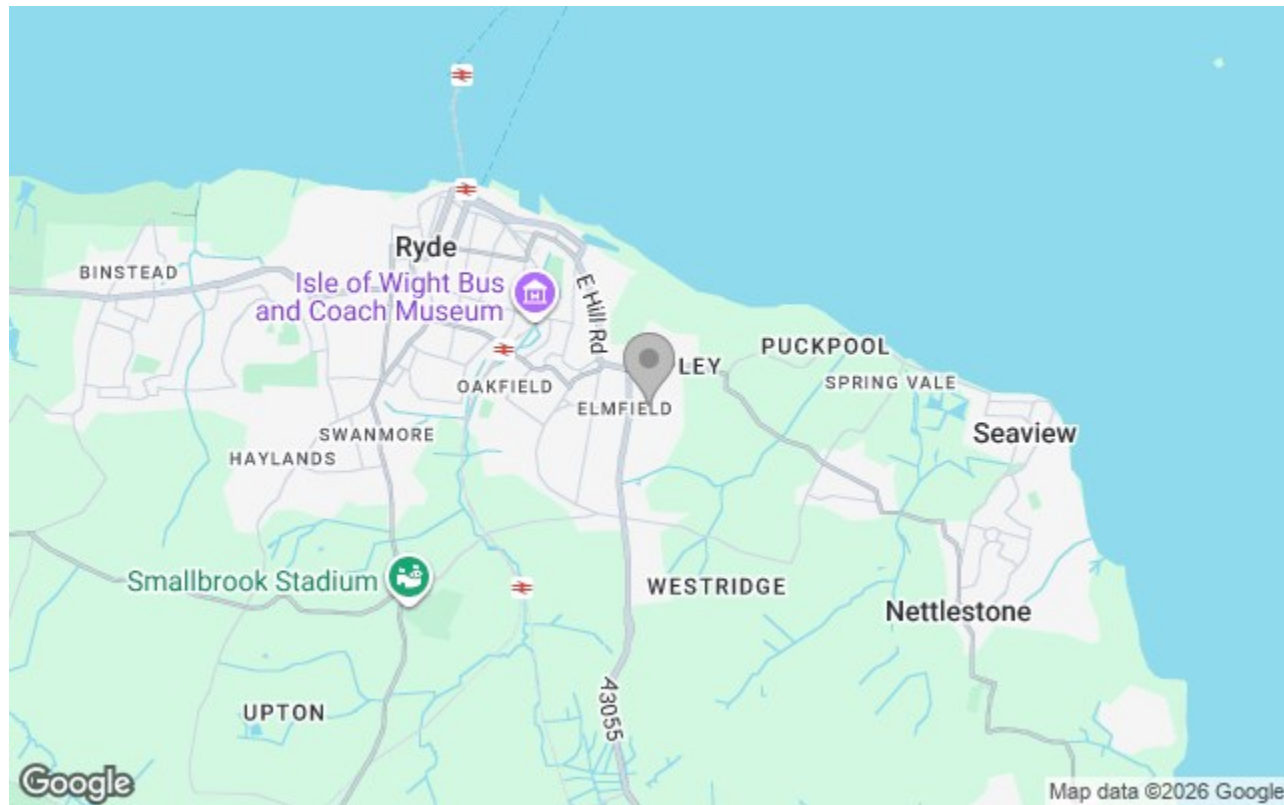 Ryde
BINSTEAD
Isle of Wight Bus
and Coach Museum
E Hill Rd
PUCKPOOL
LEY
SPRING VALE
OAKFIELD
ELMFIELD
SWANMORE
Seaview
HAYLANDS
Smallbrook Stadium
WESTRIDGE
Nettlestone
UPTON
A3055
Google
Map data ©2026 Google